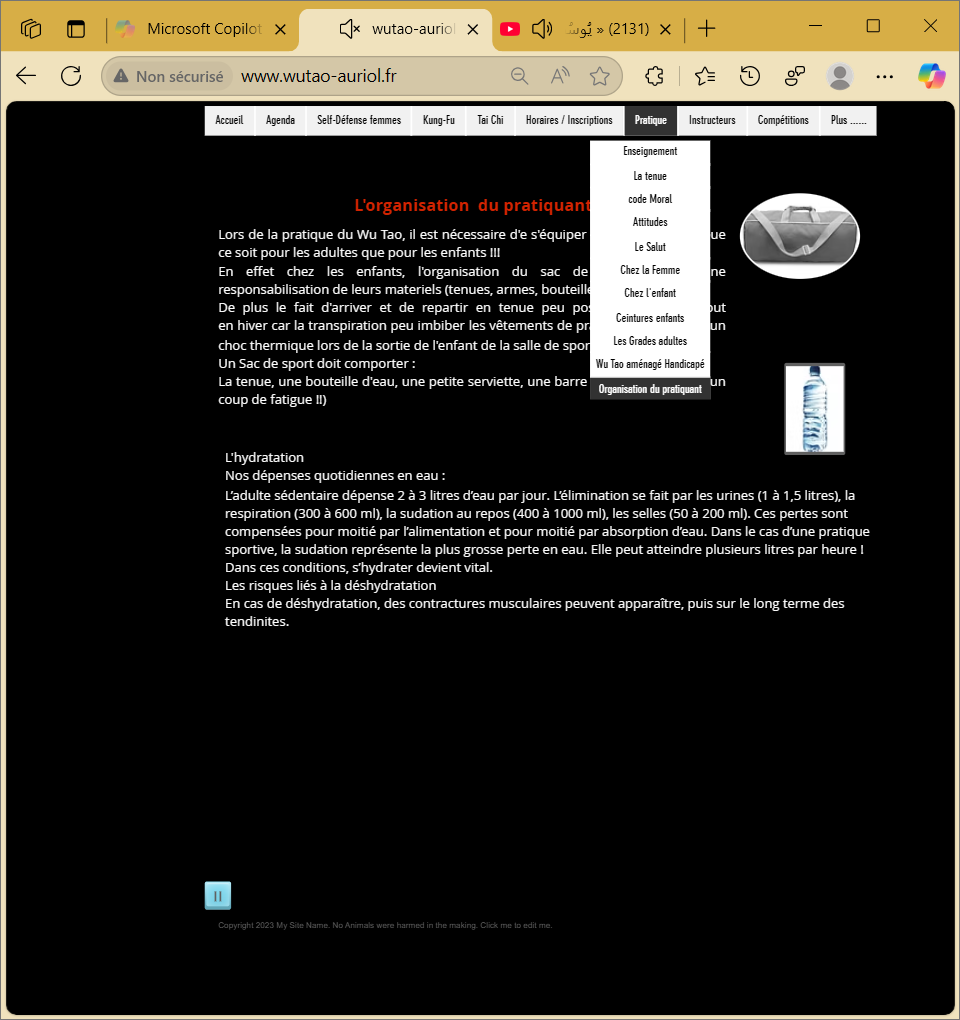 Microsoft Copilot
wutao-auriol
(2131) » يُوسُ
Non sécurisé
www.wutao-auriol.fr
Accueil
Agenda
Self-Défense femmes
Kung-Fu
Tai Chi
Horaires / Inscriptions
Pratique
Instructeurs
Compétitions
Plus ......
Enseignement
La tenue
code Moral
Attitudes
Le Salut
Chez la Femme
Chez l'enfant
Ceintures enfants
Les Grades adultes
Wu Tao aménagé Handicapé
Organisation du pratiquant
L'organisation du pratiquant
Lors de la pratique du Wu Tao, il est nécessaire d'e s'équiper ue
ce soit pour les adultes que pour les enfants !!!
En effet chez les enfants, l'organisation du sac de ne
responsabilisation de leurs materiels (tenues, armes, bouteille
De plus le fait d'arriver et de repartir en tenue peu pos out
en hiver car la transpiration peu imbiber les vêtements de pra un
choc thermique lors de la sortie de l'enfant de la salle de spor
Un Sac de sport doit comporter :
La tenue, une bouteille d'eau, une petite serviette, une barre un
coup de fatigue !!)
L'hydratation
Nos dépenses quotidiennes en eau :
L’adulte sédentaire dépense 2 à 3 litres d’eau par jour. L’élimination se fait par les urines (1 à 1,5 litres), la
respiration (300 à 600 ml), la sudation au repos (400 à 1000 ml), les selles (50 à 200 ml). Ces pertes sont
compensées pour moitié par l’alimentation et pour moitié par absorption d’eau. Dans le cas d’une pratique
sportive, la sudation représente la plus grosse perte en eau. Elle peut atteindre plusieurs litres par heure !
Dans ces conditions, s’hydrater devient vital.
Les risques liés à la déshydratation
En cas de déshydratation, des contractures musculaires peuvent apparaître, puis sur le long terme des
tendinites.
Copyright 2023 My Site Name. No Animals were harmed in the making. Click me to edit me.